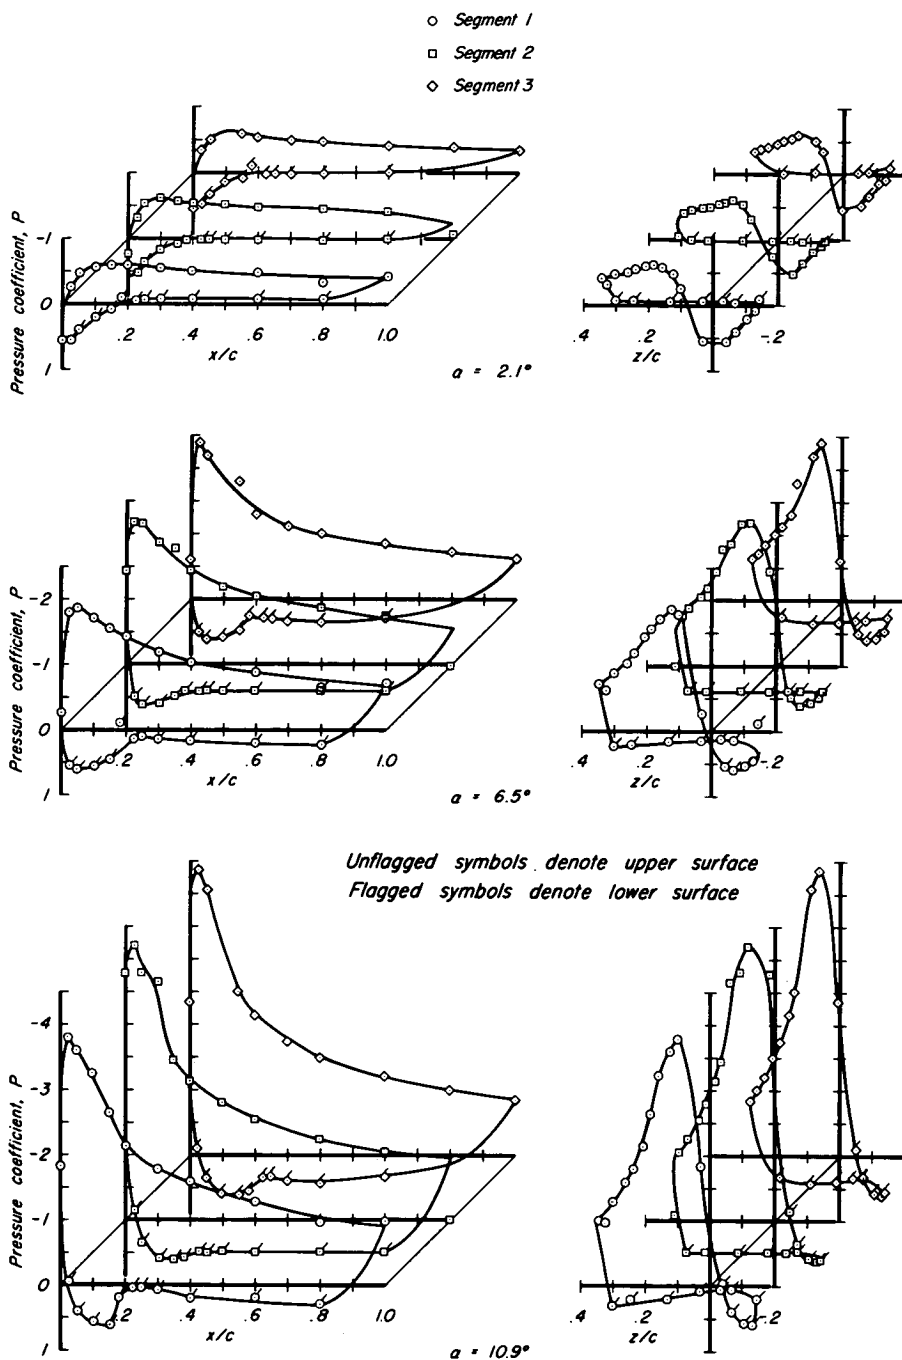 Segment 1
Segment 2
Segment 3
Pressure coefficient, P
-1
0
1
.2 .4 .6 .8 1.0
x/c
.4 .2 -.2
z/c
a = 2.1°
Pressure coefficient, P
-2
-1
0
1
.2 .4 .6 .8 1.0
x/c
.4 .2 -.2
z/c
a = 6.5°
Unflagged symbols denote upper surface
Flagged symbols denote lower surface
Pressure coefficient, P
-4
-3
-2
-1
0
1
.2 .4 .6 .8 1.0
x/c
.4 .2 -.2
z/c
a = 10.9°